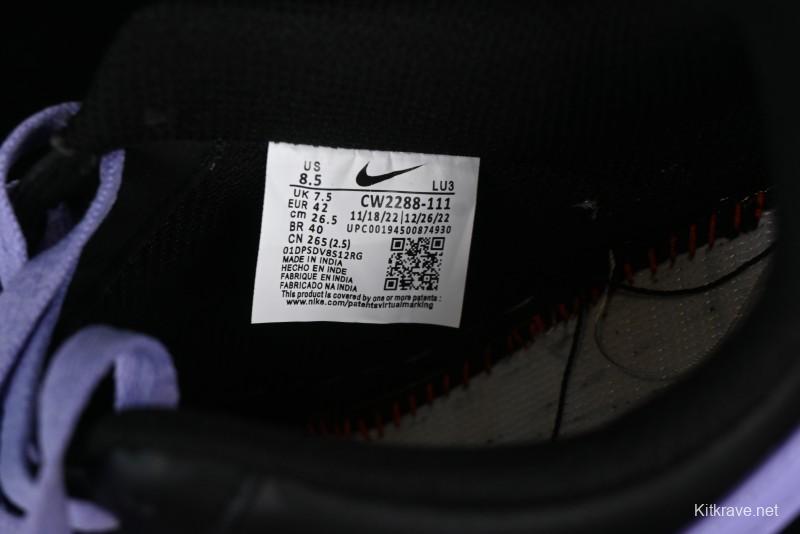 US
8.5
LU3
UK 7.5
EUR 42
cm 26.5
BR 40
CN 265 (2.5)
CW2288-111
11/18/22|12/26/22
UPC00194500874930
01DPSDV8S12RG
MADE IN INDIA
HECHO EN INDE
FABRIQUE EN INDIA
FABRICADO NA INDIA
This product is covered by one or more patents :
www.nike.com/patentsvirtualmarking
Kitkrave.net